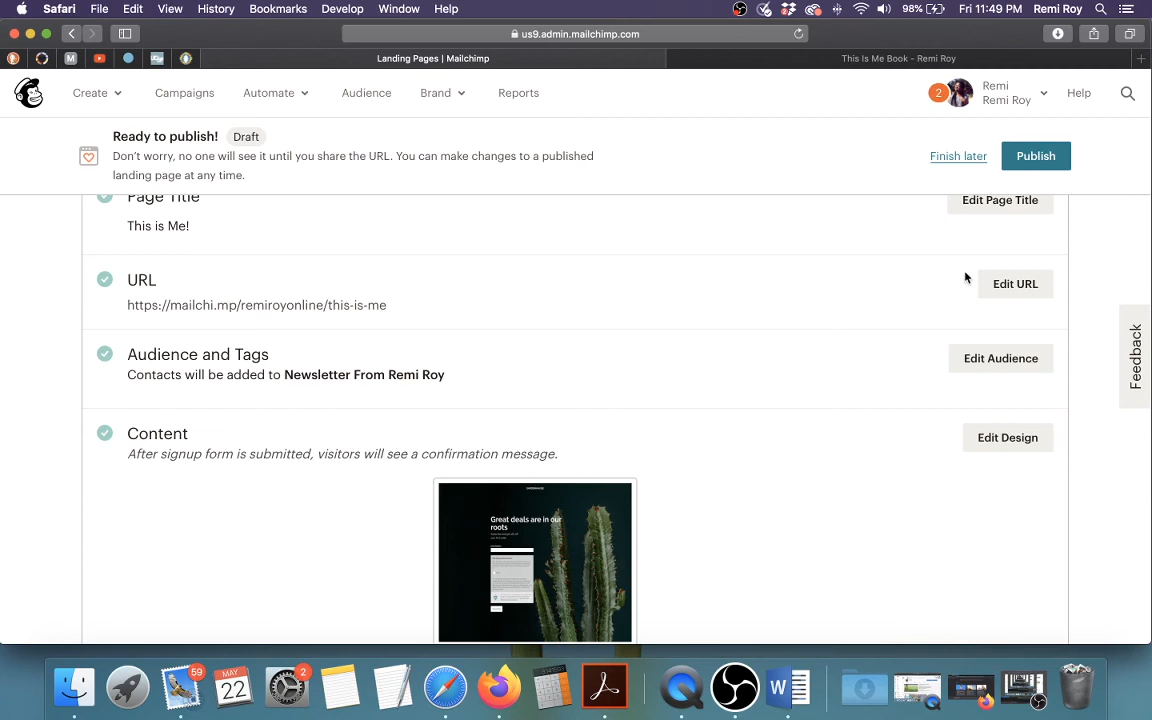 Safari File Edit View History Bookmarks Develop Window Help 98% Fri 11:49 PM Remi Roy
us9.admin.mailchimp.com
M Landing Pages | Mailchimp This Is Me Book - Remi Roy
Create Campaigns Automate Audience Brand Reports 2 Remi Help
Remi Roy
Ready to publish! Draft
Don't worry, no one will see it until you share the URL. You can make changes to a published
landing page at any time.
Finish later Publish
Page Title Edit Page Title
This is Me!
URL Edit URL
https://mailchi.mp/remiroyonline/this-is-me
Audience and Tags Edit Audience
Contacts will be added to Newsletter From Remi Roy
Feedback
Content Edit Design
After signup form is submitted, visitors will see a confirmation message.
Great deals are in our
roots
59 MAY 2
22 W